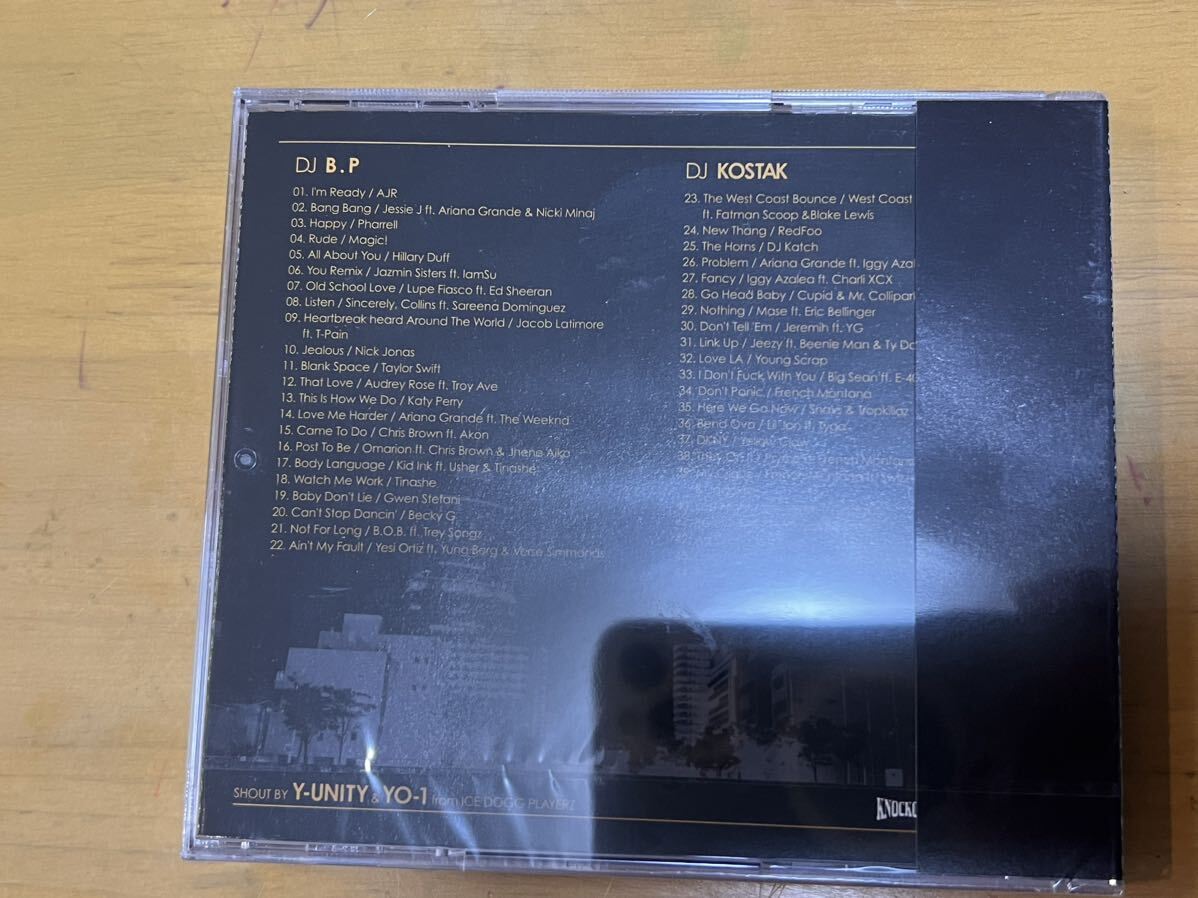 DJ B.P
01. I'm Ready / AJR
02. Bang Bang / Jessie J ft. Ariana Grande & Nicki Minaj
03. Happy / Pharrell
04. Rude / Magic!
05. All About You / Hillary Duff
06. You Remix / Jazmin Sisters ft. IamSu
07. Old School Love / Lupe Fiasco ft. Ed Sheeran
08. Listen / Sincerely, Collins ft. Sareena Dominguez
09. Heartbreak heard Around The World / Jacob Latimore
ft. T-Pain
10. Jealous / Nick Jonas
11. Blank Space / Taylor Swift
12. That Love / Audrey Rose ft. Troy Ave
13. This Is How We Do / Katy Perry
14. Love Me Harder / Ariana Grande ft. The Weeknd
15. Came To Do / Chris Brown ft. Akon
16. Post To Be / Omarion ft. Chris Brown & Jhene Aiko
17. Body Language / Kid Ink ft. Usher & Tinashe
18. Watch Me Work / Tinashe
19. Baby Don't Lie / Gwen Stefani
20. Can't Stop Dancin' / Becky G
21. Not For Long / B.O.B. ft. Trey Songz
22. Ain't My Fault / Yesi Ortiz ft. Yung Berg & Verse Simmonds
DJ KOSTAK
23. The West Coast Bounce / West Coast
ft. Fatman Scoop &Blake Lewis
24. New Thang / RedFoo
25. The Horns / DJ Katch
26. Problem / Ariana Grande ft. Iggy Azal
27. Fancy / Iggy Azalea ft. Charli XCX
28. Go Head Baby / Cupid & Mr. Collipar
29. Nothing / Mase ft. Eric Bellinger
30. Don't Tell 'Em / Jeremih ft. YG
31. Link Up / Jeezy ft. Beenie Man & Ty Do
32. Love LA / Young Scrap
33. I Don't Fuck With You / Big Sean ft. E-40
34. Don't Panic / French Montana
35. Here We Go Now / Snavs & Tropkillaz
36. Bend Ova / Lil Jon ft. Tyga
37.
38.
SHOUT BY Y-UNITY & YO-1 from ICE DOGG PLAYERZ
KNOCKO